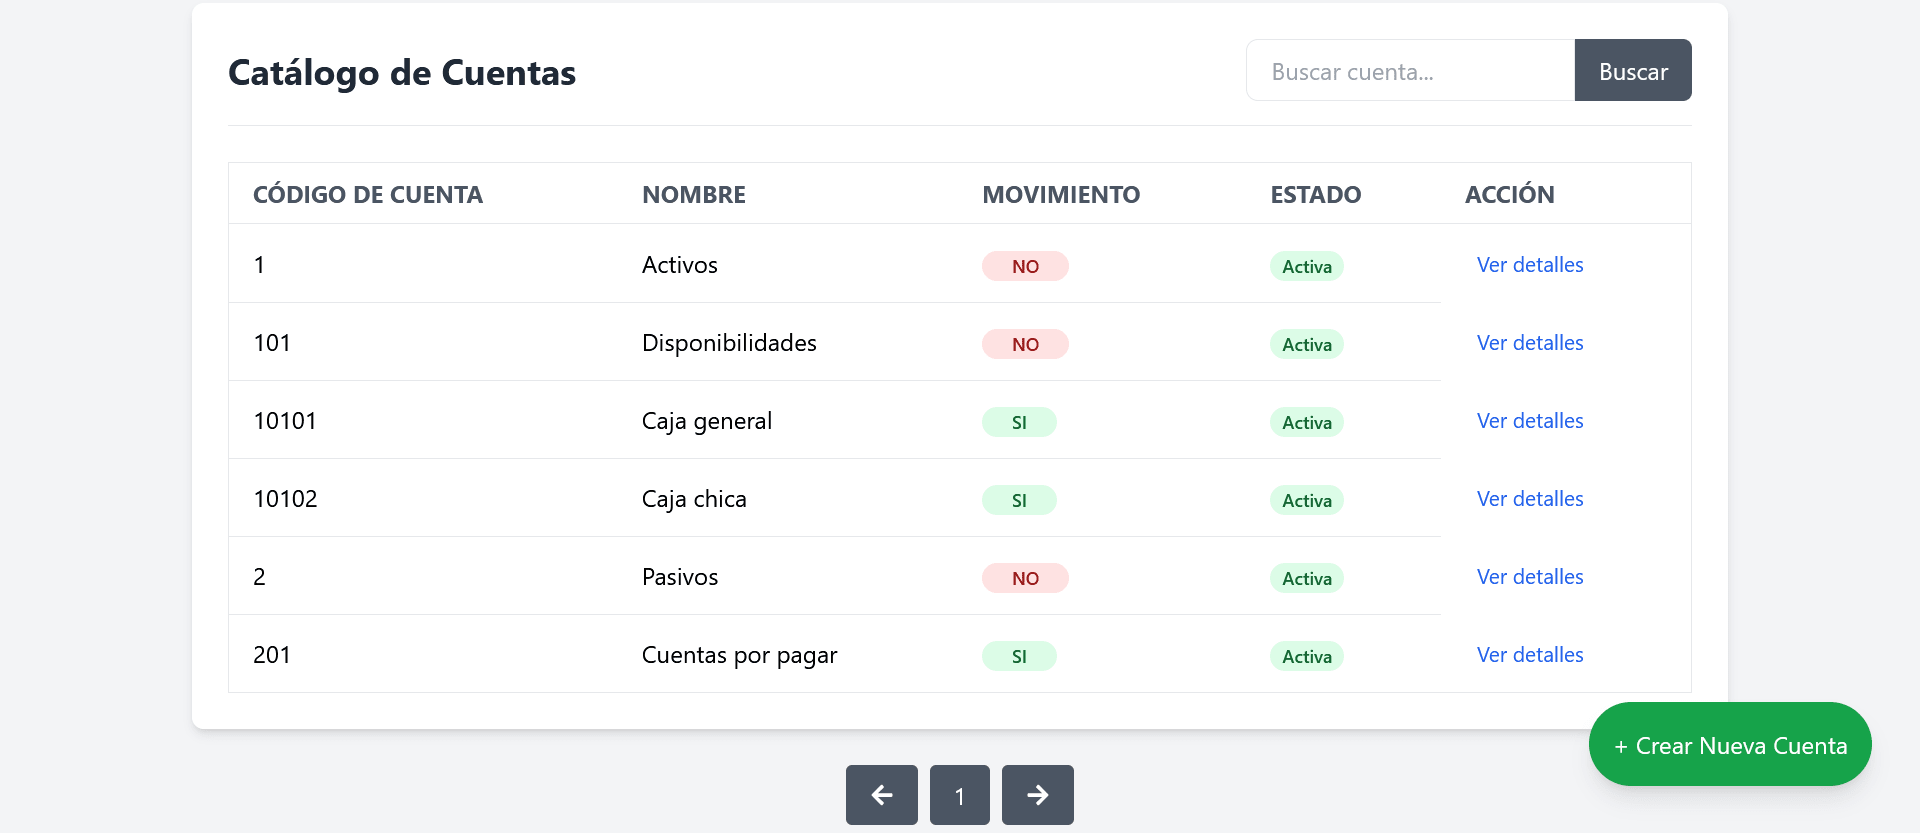 Catálogo de Cuentas
Buscar cuenta...
Buscar
CÓDIGO DE CUENTA NOMBRE MOVIMIENTO ESTADO ACCIÓN
1 Activos NO Activa Ver detalles
101 Disponibilidades NO Activa Ver detalles
10101 Caja general SI Activa Ver detalles
10102 Caja chica SI Activa Ver detalles
2 Pasivos NO Activa Ver detalles
201 Cuentas por pagar SI Activa Ver detalles
+ Crear Nueva Cuenta
1